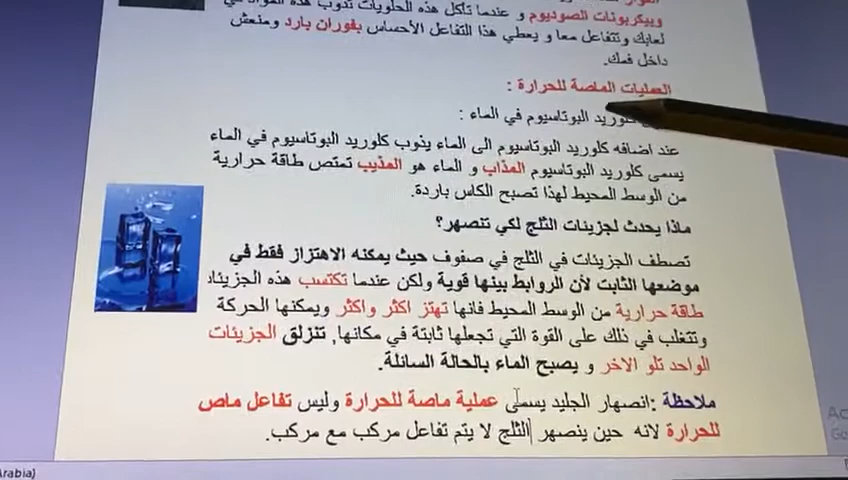 وبيكربونات الصوديوم و عندما تأكل هذه الحلويات تذوب هذه المواد في
لعابك وتتفاعل معا و يعطي هذا التفاعل الأحساس بفوران بارد ومنعش
داخل فمك.
العمليات الماصة للحرارة :
كلوريد البوتاسيوم في الماء :
عند اضافه كلوريد البوتاسيوم الى الماء يذوب كلوريد البوتاسيوم في الماء
يسمى كلوريد البوتاسيوم المذاب و الماء هو المذيب تمتص طاقة حرارية
من الوسط المحيط لهذا تصبح الكاس باردة.
ماذا يحدث لجزيئات الثلج لكي تنصهر؟
تصطف الجزيئات في الثلج في صفوف حيث يمكنه الاهتزاز فقط في
موضعها الثابت لأن الروابط بينها قوية ولكن عندما تكتسب هذه الجزيئات
طاقة حرارية من الوسط المحيط فانها تهتز اكثر واكثر ويمكنها الحركة
وتتغلب في ذلك على القوة التي تجعلها ثابتة في مكانها, تنزلق الجزيئات
الواحد تلو الاخر و يصبح الماء بالحالة السائلة.
ملاحظة :انصهار الجليد يسمى عملية ماصة للحرارة وليس تفاعل ماص
للحرارة لانه حين ينصهر الثلج لا يتم تفاعل مركب مع مركب.
Arabia)